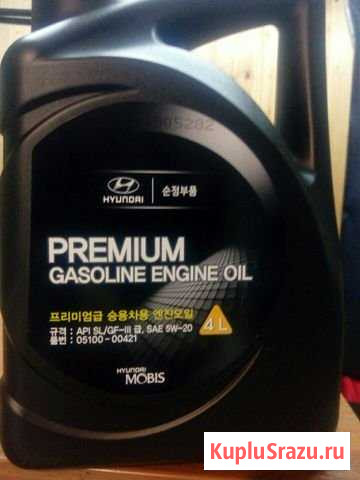 HYUNDAI
순정부품
PREMIUM
GASOLINE ENGINE OIL
프리미엄급 승용차용 엔진오일
규격 : API SL/GF-III 급, SAE 5W-20
품번 : 05100-00421
4L
HYUNDAI
MOBIS
KupluSrazu.ru